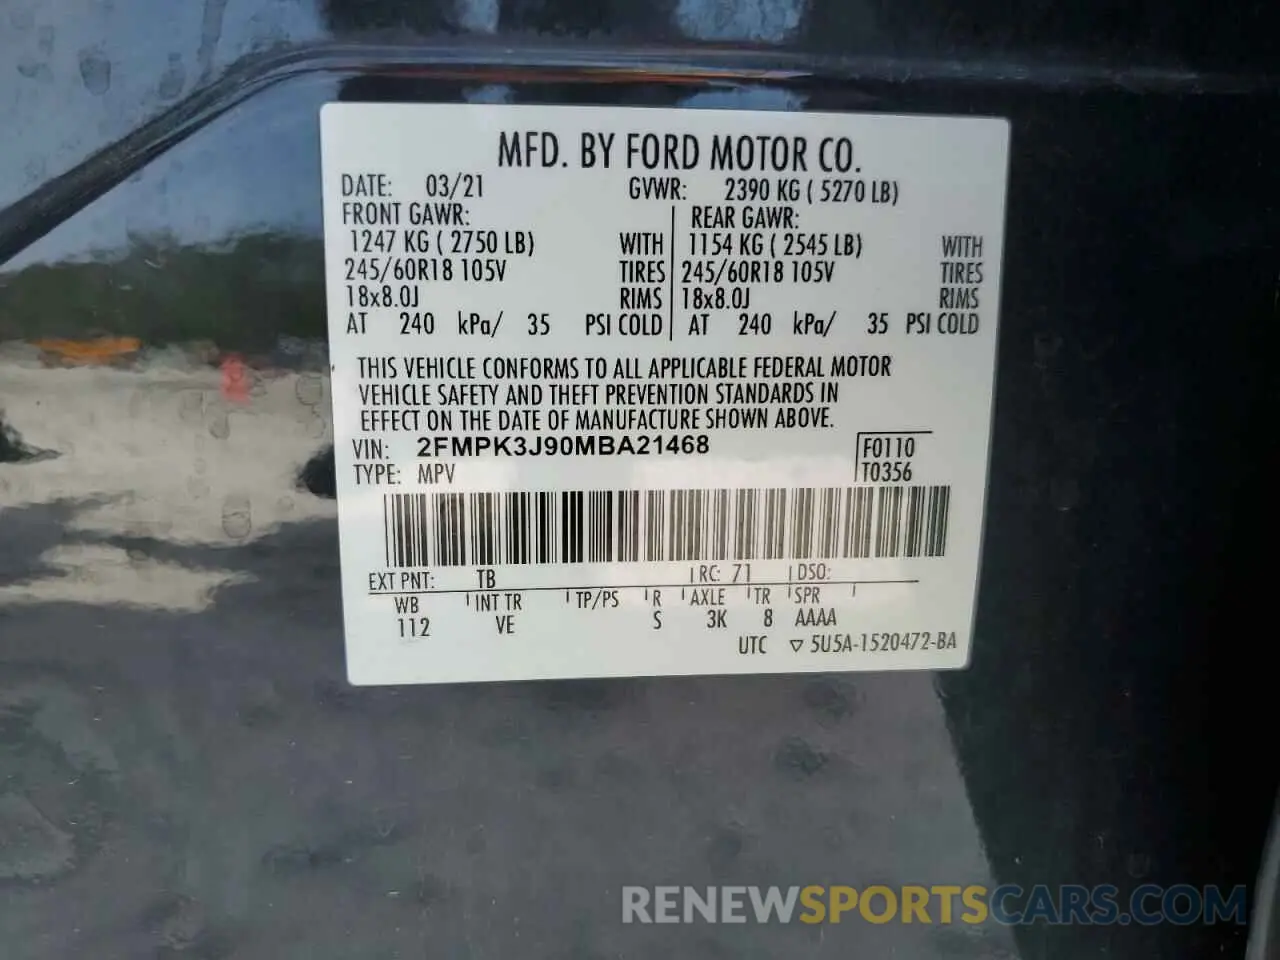 MFD. BY FORD MOTOR CO.
DATE: 03/21 GVWR: 2390 KG ( 5270 LB)
FRONT GAWR: REAR GAWR:
1247 KG ( 2750 LB) WITH 1154 KG ( 2545 LB) WITH
245/60R18 105V TIRES 245/60R18 105V TIRES
18x8.0J RIMS 18x8.0J RIMS
AT 240 kPa/ 35 PSI COLD AT 240 kPa/ 35 PSI COLD
THIS VEHICLE CONFORMS TO ALL APPLICABLE FEDERAL MOTOR
VEHICLE SAFETY AND THEFT PREVENTION STANDARDS IN
EFFECT ON THE DATE OF MANUFACTURE SHOWN ABOVE.
VIN: 2FMPK3J90MBA21468 F0110
TYPE: MPV T0356
EXT PNT: TB RC: 71 DSO:
WB INT TR TP/PS R AXLE TR SPR
112 VE S 3K 8 AAAA
UTC ▽ 5U5A-1520472-BA
RENEWSPORTSCARS.COM